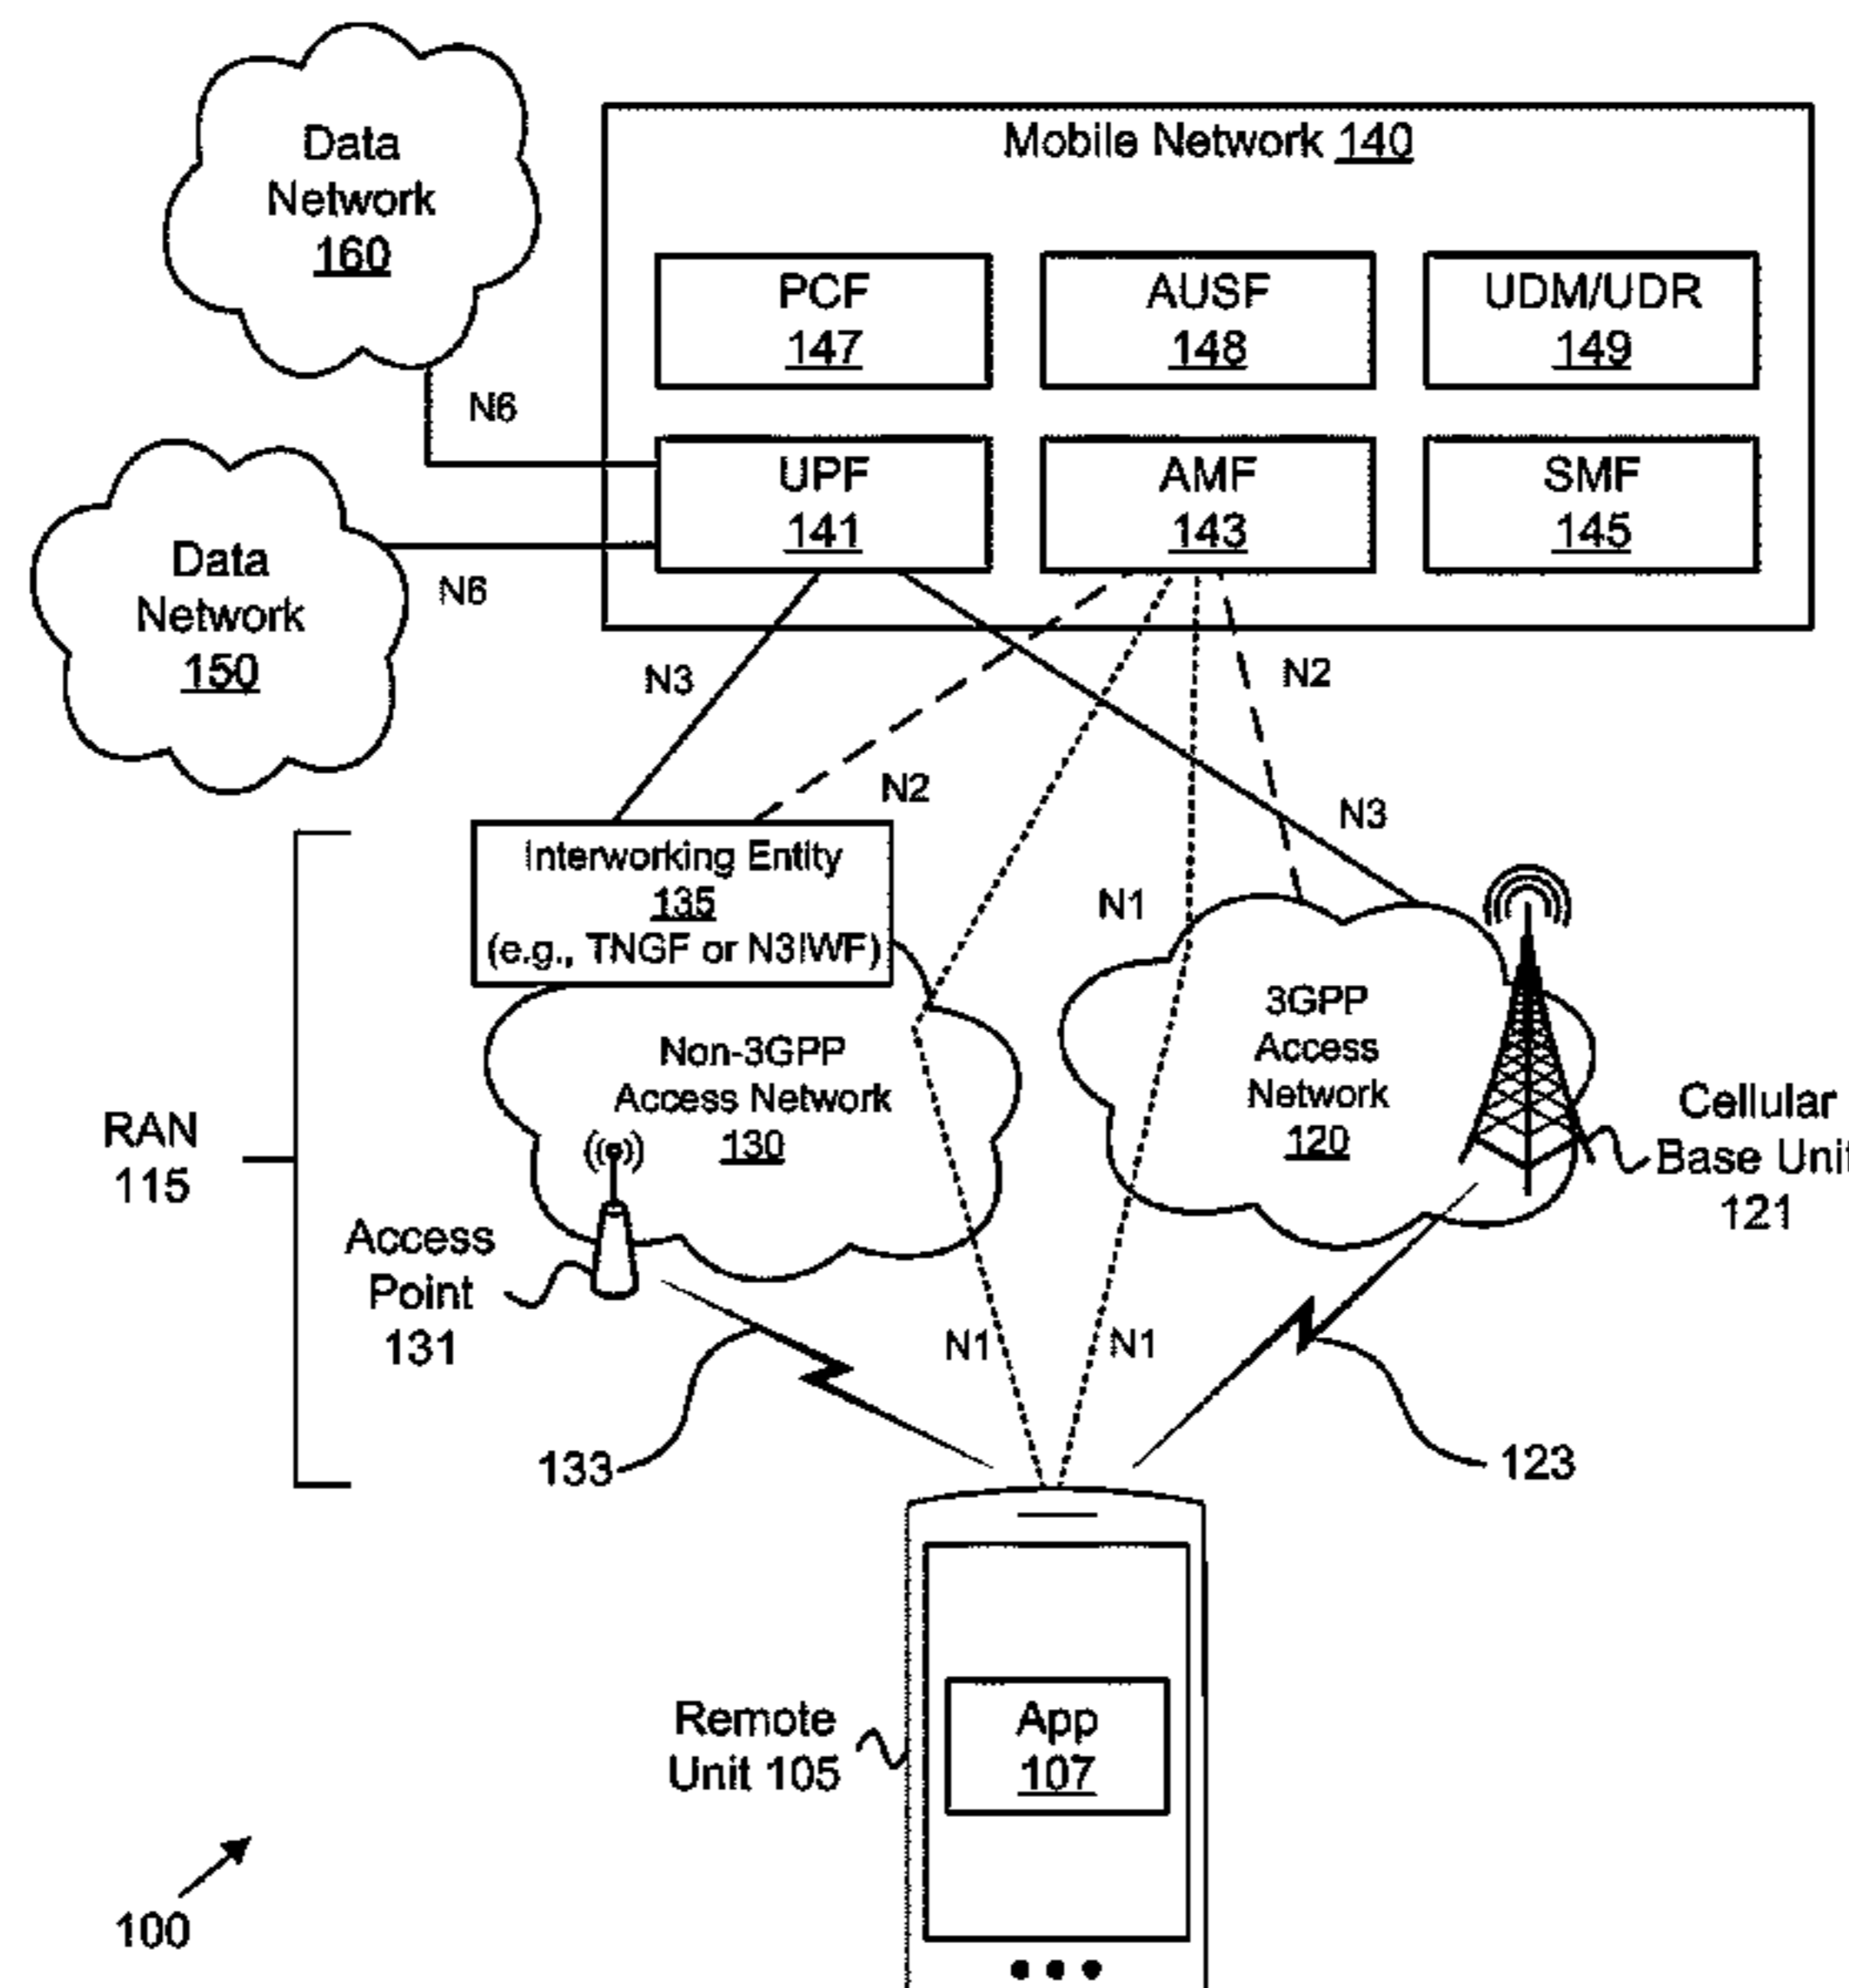 Data
Network
160
Mobile Network 140
PCF
147
AUSF
148
UDM/UDR
149
N6
UPF
141
AMF
143
SMF
145
Data
Network
150
N6
N3
N2
N2
N3
Interworking Entity
135
(e.g., TNGF or N3IWF)
N1
3GPP
Access
Network
120
Non-3GPP
Access Network
130
RAN
115
Cellular
Base Unit
121
Access
Point
131
N1
N1
133
123
Remote
Unit 105
App
107
100